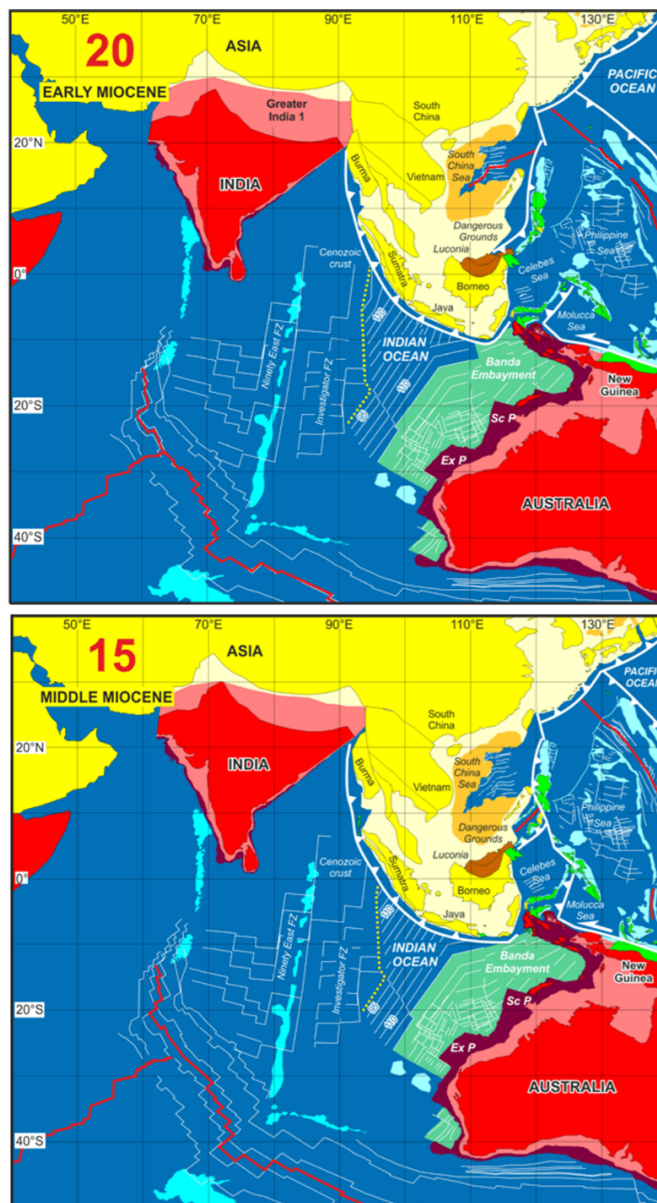 50°E 70°E 90°E 110°E 130°E
20
ASIA
PACIFIC
OCEAN
EARLY MIOCENE
Greater
India 1
South
China
20°N
INDIA
Burma
Vietnam
South
China
Sea
Philippine
Sea
Dangerous
Grounds
Luconia
Cenozoic
crust
0°
Sumatra
Borneo
Celebes
Sea
Java
Molucca
Sea
INDIAN
OCEAN
Ninety East FZ
Investigator FZ
Banda
Embayment
New
Guinea
20°S
Sc P
Ex P
AUSTRALIA
40°S
50°E 70°E 90°E 110°E 130°E
15
ASIA
PACIFIC
OCEAN
MIDDLE MIOCENE
South
China
20°N
INDIA
Burma
Vietnam
South
China
Sea
Philippine
Sea
Dangerous
Grounds
Luconia
Cenozoic
crust
0°
Sumatra
Borneo
Celebes
Sea
Java
Molucca
Sea
INDIAN
OCEAN
Ninety East FZ
Investigator FZ
Banda
Embayment
New
Guinea
20°S
Sc P
Ex P
AUSTRALIA
40°S